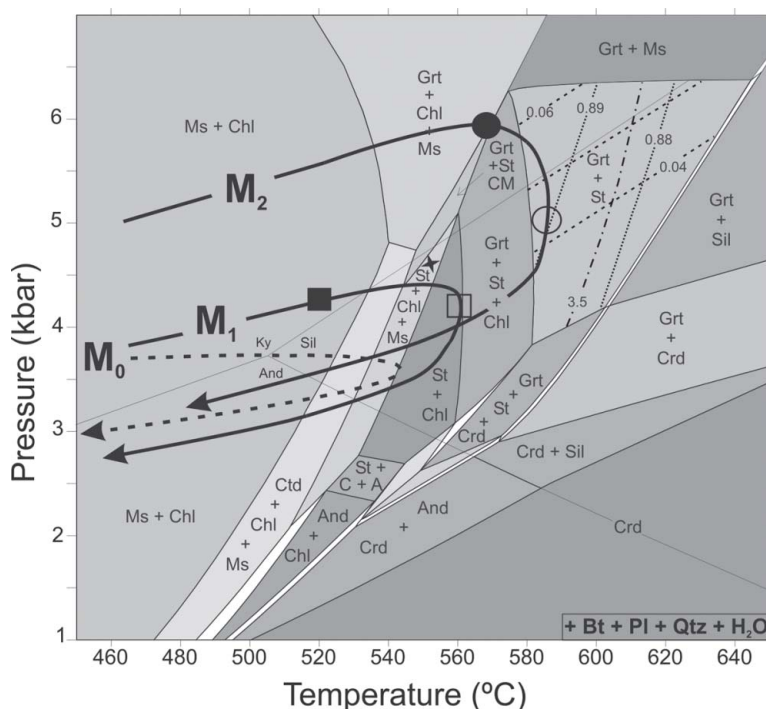 Pressure (kbar)
6
5
4
3
2
1
Grt + Ms
Grt
+
Chl
+
Ms
Ms + Chl
0.06
0.89
0.88
0.04
3.5
Grt
+ St
CM
Grt
+
St
Grt
+
Sil
M2
Grt
+
St
+
Chl
St
+
Chl
+
Ms
M1
M0
Ky
Sil
And
Grt
+
Crd
St
+
Chl
Grt
+
St
+
Crd
Crd + Sil
St +
C + A
Ctd
+
Chl
+
Ms
Ms + Chl
And
+
Chl
And
+
Crd
Crd
+ Bt + Pl + Qtz + H2O
460 480 500 520 540 560 580 600 620 640
Temperature (ºC)